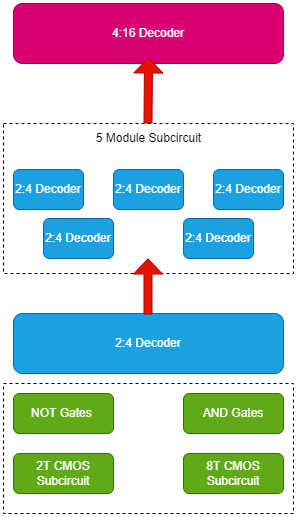 4:16 Decoder
5 Module Subcircuit
2:4 Decoder
2:4 Decoder
2:4 Decoder
2:4 Decoder
2:4 Decoder
2:4 Decoder
NOT Gates
AND Gates
2T CMOS
Subcircuit
8T CMOS
Subcircuit